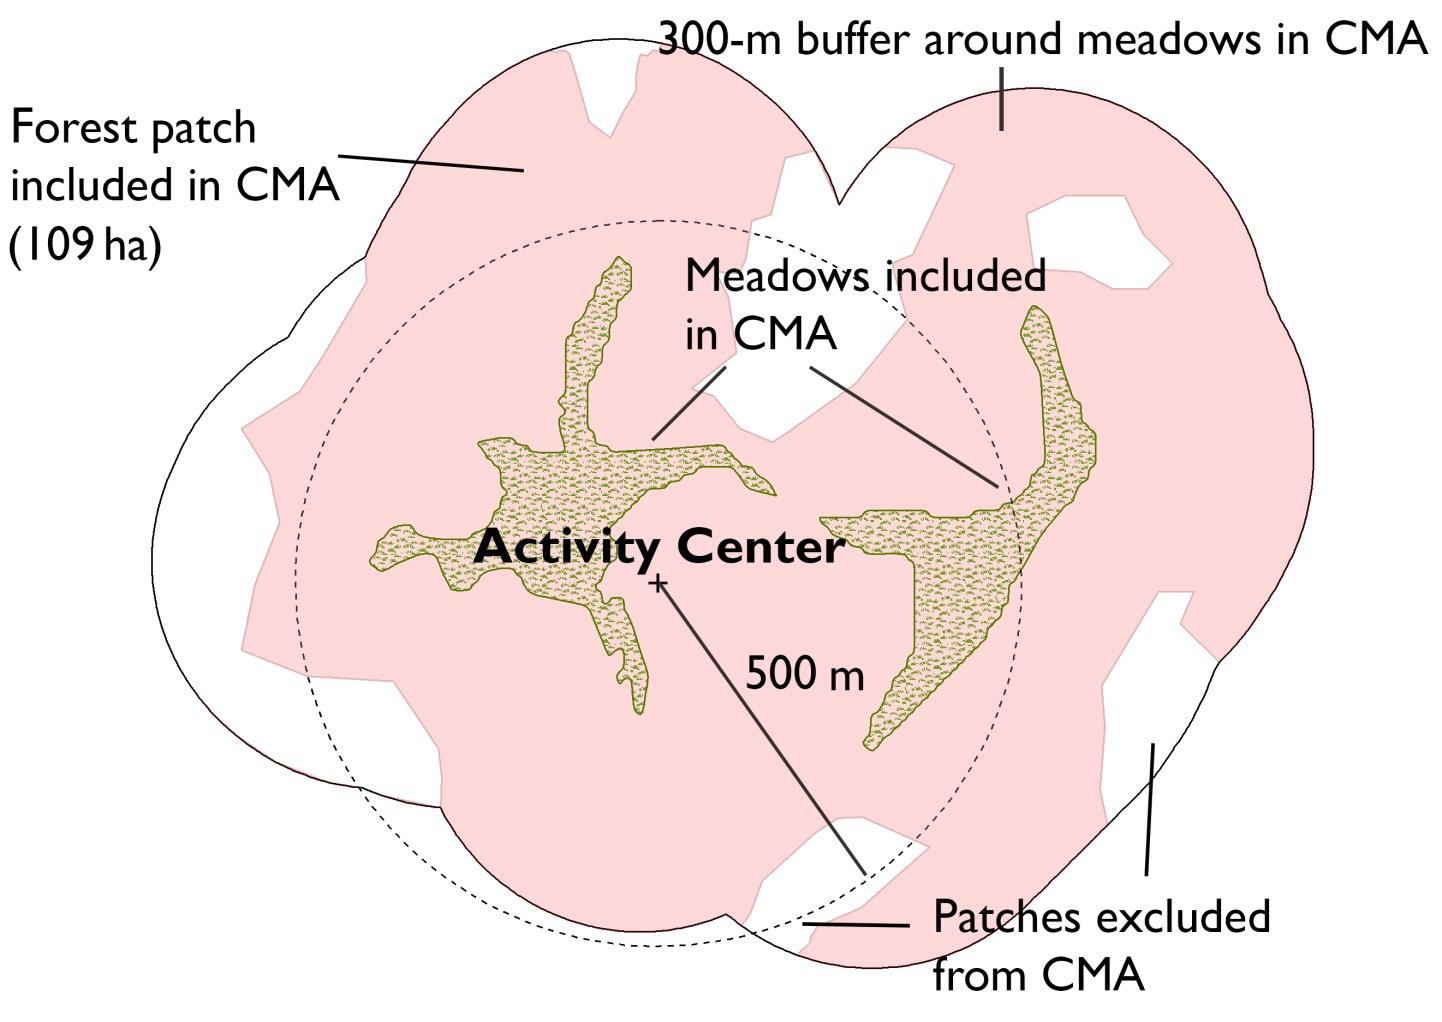 300-m buffer around meadows in CMA
Forest patch
included in CMA
(109 ha)
Meadows included
in CMA
Activity Center
500 m
Patches excluded
from CMA